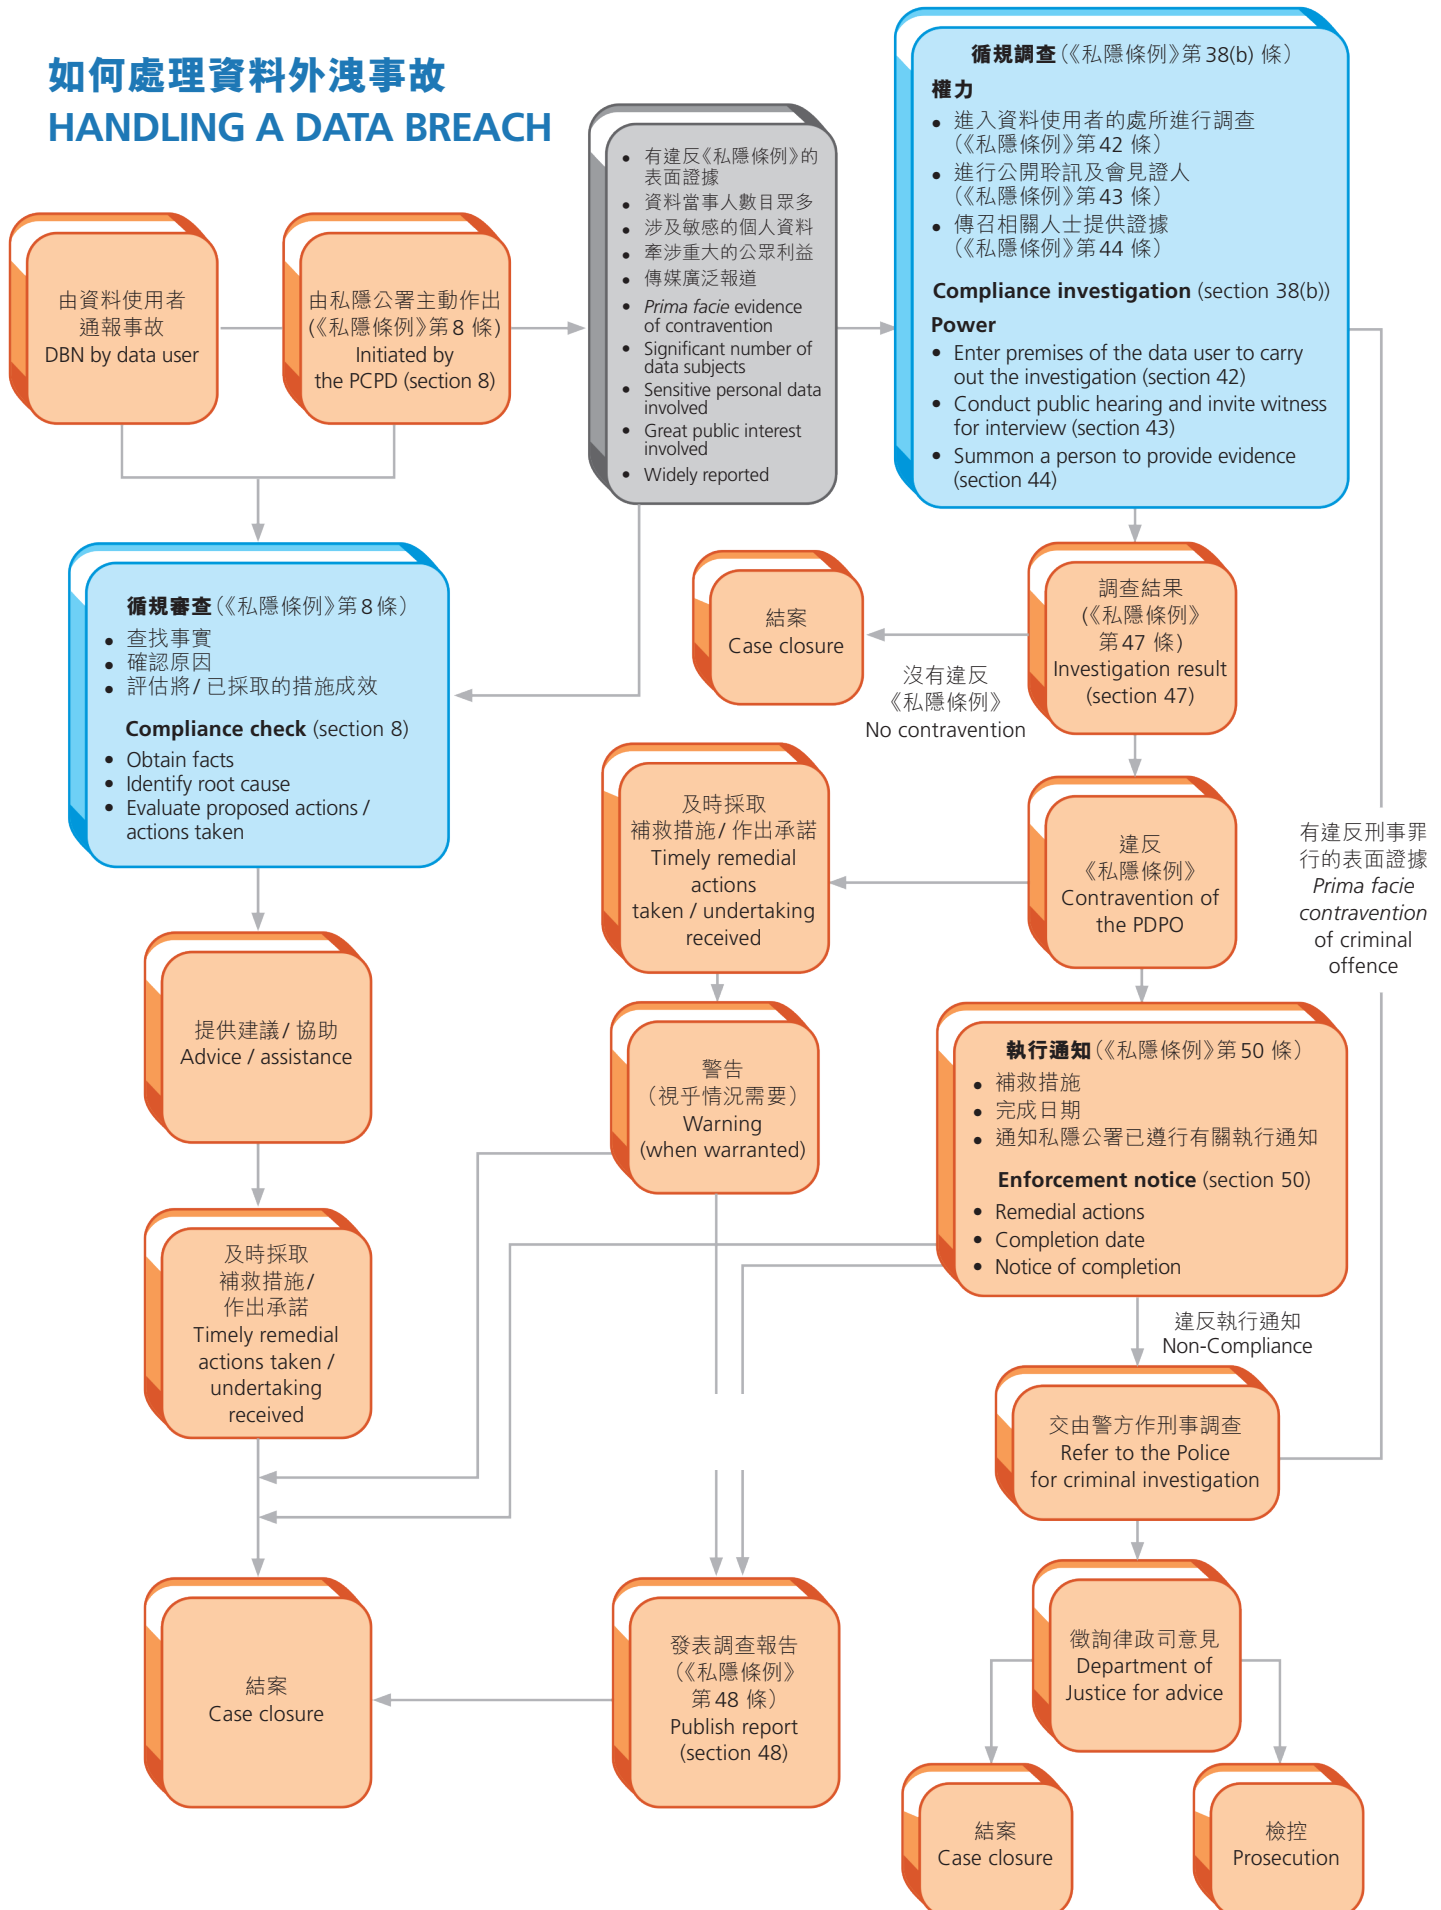 如何處理資料外洩事故
HANDLING A DATA BREACH
由資料使用者
通報事故
DBN by data user
由私隱公署主動作出
(《私隱條例》第8 條)
Initiated by
the PCPD (section 8)
• 有違反《私隱條例》的
表面證據
• 資料當事人數目眾多
• 涉及敏感的個人資料
• 牽涉重大的公眾利益
• 傳媒廣泛報道
• Prima facie evidence
of contravention
• Significant number of
data subjects
• Sensitive personal data
involved
• Great public interest
involved
• Widely reported
循規調查(《私隱條例》第38(b) 條)
權力
• 進入資料使用者的處所進行調查
(《私隱條例》第42 條)
• 進行公開聆訊及會見證人
(《私隱條例》第43 條)
• 傳召相關人士提供證據
(《私隱條例》第44 條)
Compliance investigation (section 38(b))
Power
• Enter premises of the data user to carry
out the investigation (section 42)
• Conduct public hearing and invite witness
for interview (section 43)
• Summon a person to provide evidence
(section 44)
循規審查(《私隱條例》第8條)
• 查找事實
• 確認原因
• 評估將/ 已採取的措施成效
Compliance check (section 8)
• Obtain facts
• Identify root cause
• Evaluate proposed actions /
actions taken
結案
Case closure
沒有違反
《私隱條例》
No contravention
調查結果
(《私隱條例》
第47 條)
Investigation result
(section 47)
及時採取
補救措施/ 作出承諾
Timely remedial
actions
taken / undertaking
received
違反
《私隱條例》
Contravention of
the PDPO
有違反刑事罪
行的表面證據
Prima facie
contravention
of criminal
offence
提供建議/ 協助
Advice / assistance
警告
(視乎情況需要)
Warning
(when warranted)
執行通知(《私隱條例》第50 條)
• 補救措施
• 完成日期
• 通知私隱公署已遵行有關執行通知
Enforcement notice (section 50)
• Remedial actions
• Completion date
• Notice of completion
及時採取
補救措施/
作出承諾
Timely remedial
actions taken /
undertaking
received
違反執行通知
Non-Compliance
交由警方作刑事調查
Refer to the Police
for criminal investigation
結案
Case closure
發表調查報告
(《私隱條例》
第48 條)
Publish report
(section 48)
徵詢律政司意見
Department of
Justice for advice
結案
Case closure
檢控
Prosecution